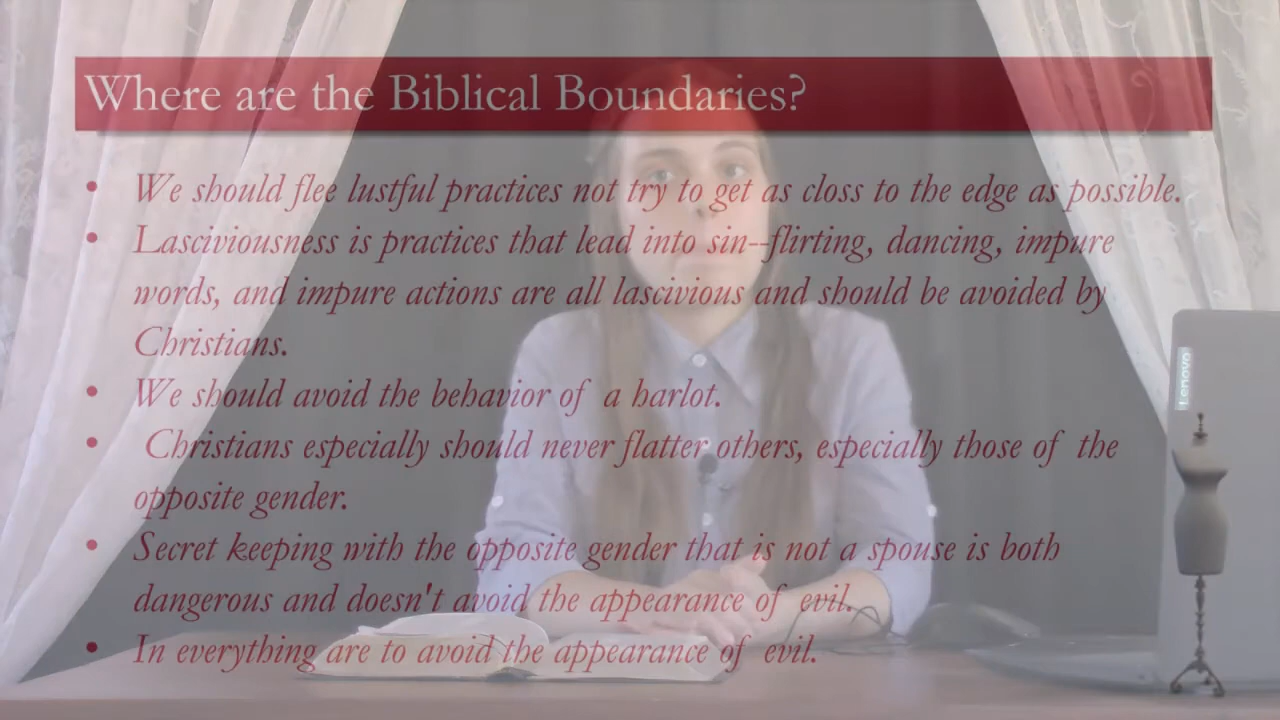 Where are the Biblical Boundaries?
• We should flee lustful practices not try to get as closs to the edge as possible.
• Lasciviousness is practices that lead into sin--flirting, dancing, impure
words, and impure actions are all lascivious and should be avoided by
Christians.
• We should avoid the behavior of a harlot.
• Christians especially should never flatter others, especially those of the
opposite gender.
• Secret keeping with the opposite gender that is not a spouse is both
dangerous and doesn't avoid the appearance of evil.
• In everything are to avoid the appearance of evil.
Lenovo